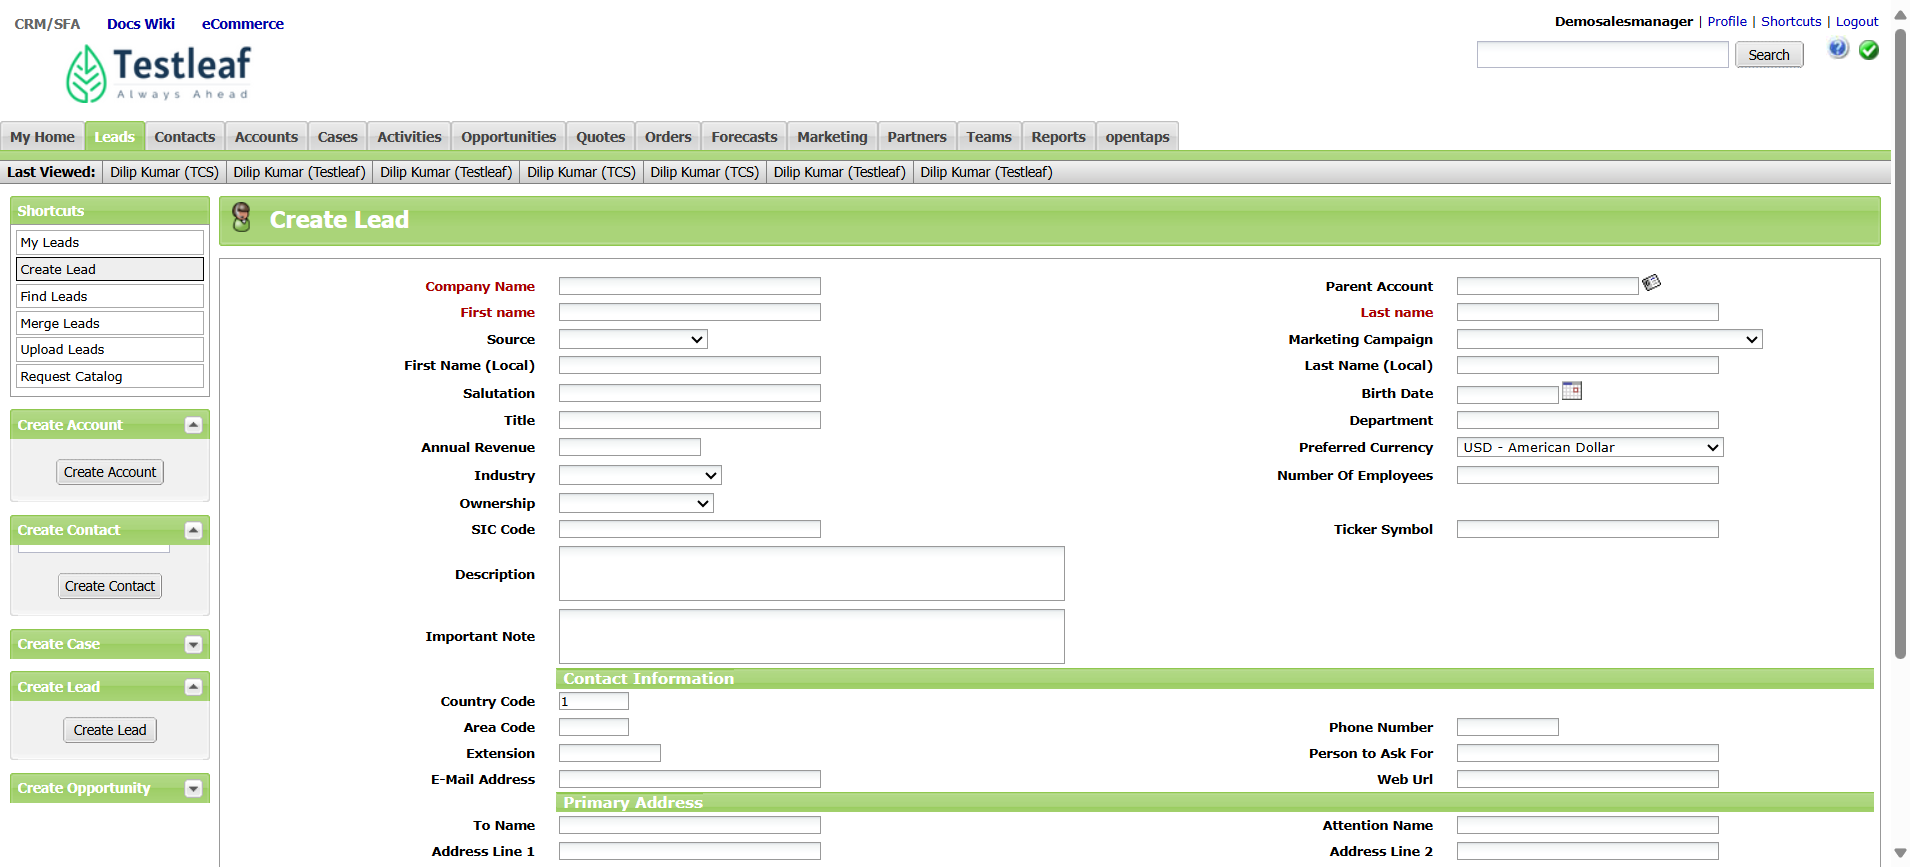 CRM/SFA Docs Wiki eCommerce
Demosalesmanager | Profile | Shortcuts | Logout
Testleaf
Always Ahead
Search
My Home Leads Contacts Accounts Cases Activities Opportunities Quotes Orders Forecasts Marketing Partners Teams Reports opentaps
Last Viewed: Dilip Kumar (TCS) Dilip Kumar (Testleaf) Dilip Kumar (Testleaf) Dilip Kumar (TCS) Dilip Kumar (TCS) Dilip Kumar (Testleaf) Dilip Kumar (Testleaf)
Shortcuts
My Leads
Create Lead
Find Leads
Merge Leads
Upload Leads
Request Catalog
Create Account
Create Account
Create Contact
Create Contact
Create Case
Create Lead
Create Lead
Create Opportunity
Create Lead
Company Name Parent Account
First name Last name
Source Marketing Campaign
First Name (Local) Last Name (Local)
Salutation Birth Date
Title Department
Annual Revenue Preferred Currency USD - American Dollar
Industry Number Of Employees
Ownership
SIC Code Ticker Symbol
Description
Important Note
Contact Information
Country Code 1
Area Code Phone Number
Extension Person to Ask For
E-Mail Address Web Url
Primary Address
To Name Attention Name
Address Line 1 Address Line 2